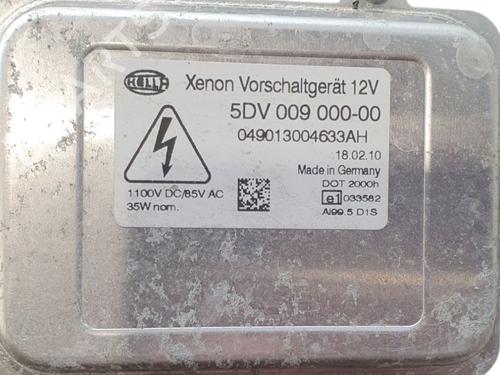 HELLA
Xenon Vorschaltgerät 12V
5DV 009 000-00
049013004633AH
18.02.10
Made in Germany
DOT 2000h
e1 033582
Al99.5 D1S
1100V DC/85V AC
35W nom.